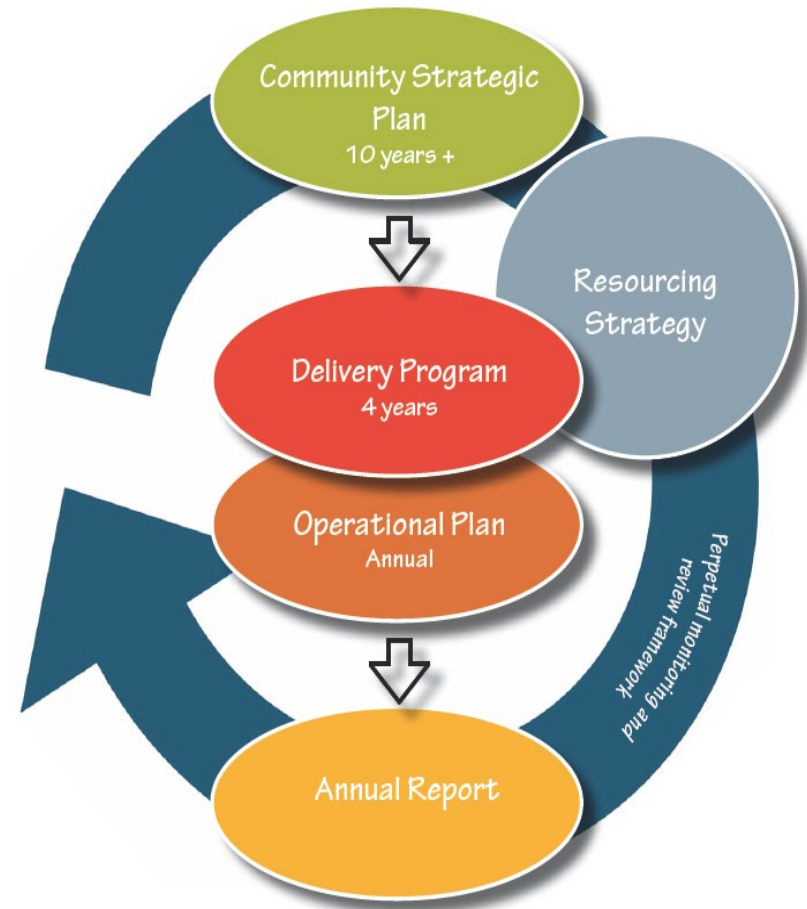 Community Strategic
Plan
10 years +
Resourcing
Strategy
Delivery Program
4 years
Operational Plan
Annual
Perpetual monitoring and
review framework
Annual Report